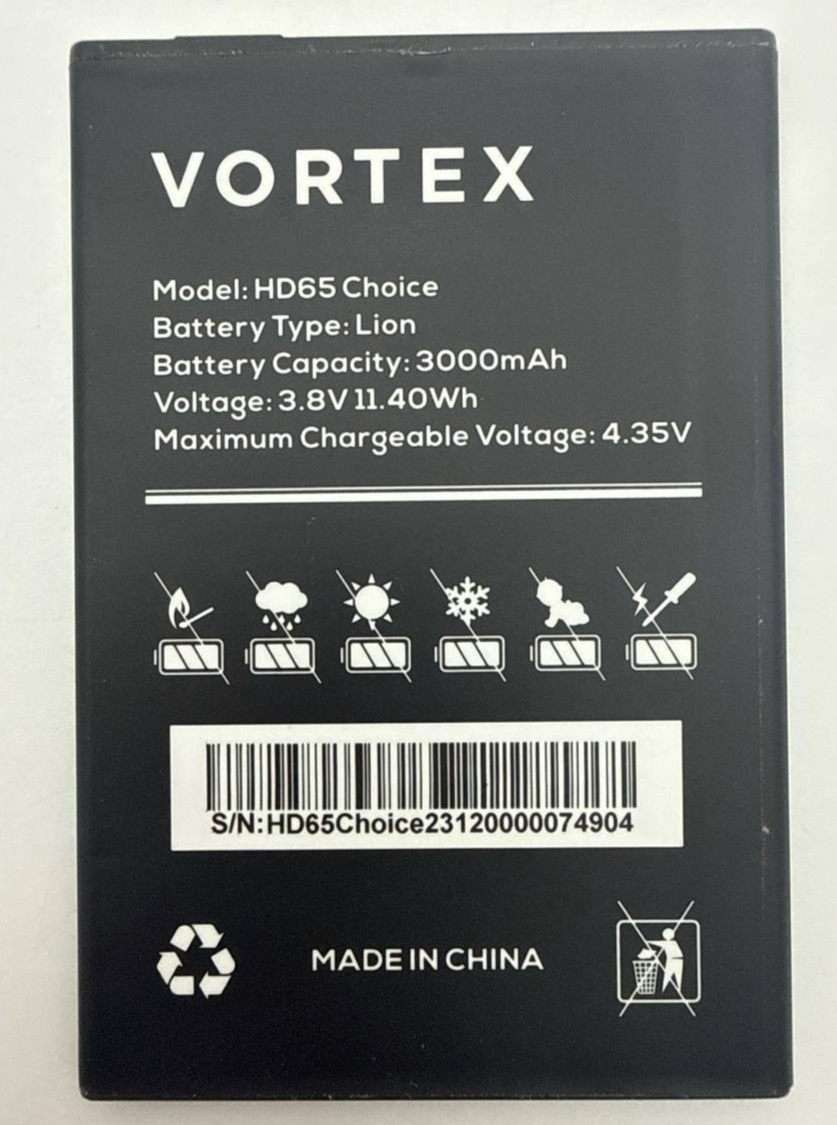 VORTEX
Model: HD65 Choice
Battery Type: Lion
Battery Capacity: 3000mAh
Voltage: 3.8V 11.40Wh
Maximum Chargeable Voltage: 4.35V
S/N:HD65Choice23120000074904
MADE IN CHINA